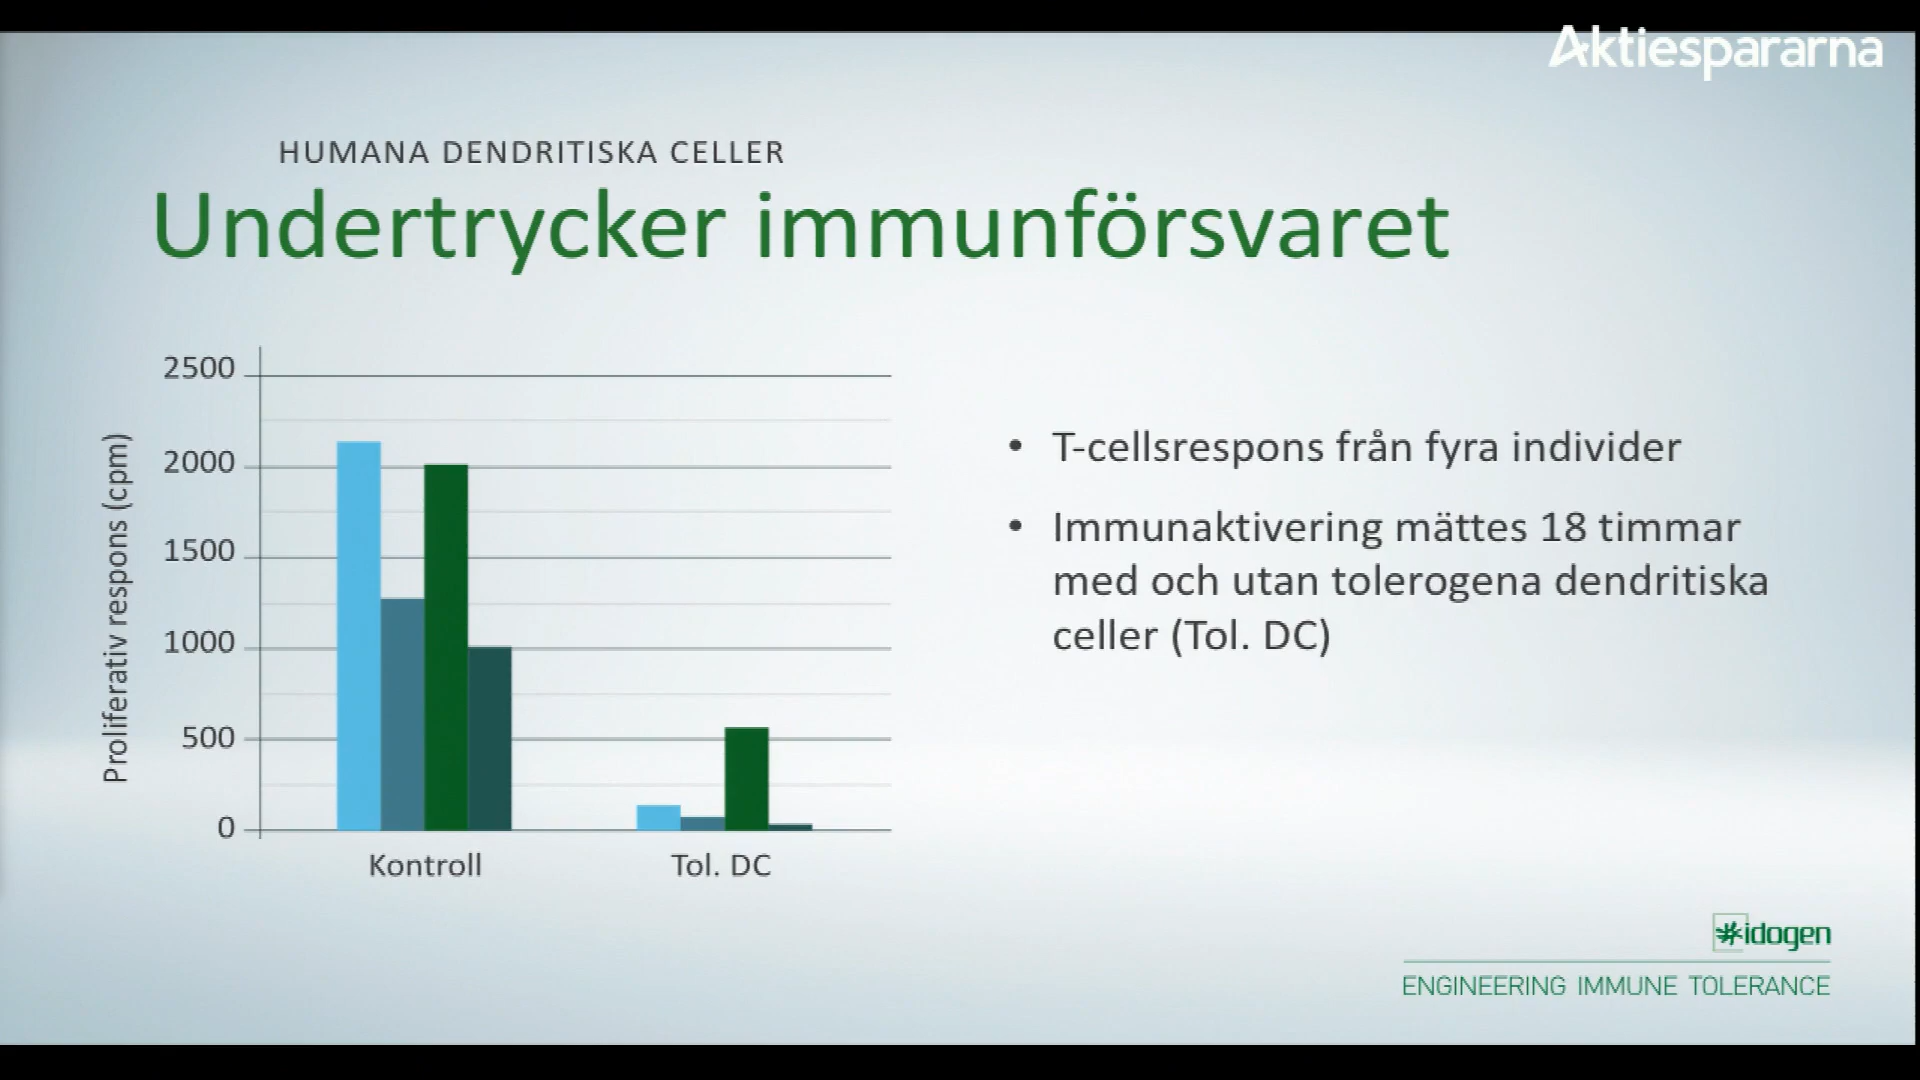 Aktiespararna
HUMANA DENDRITISKA CELLER
Undertrycker immunförsvaret
Proliferativ respons (cpm)
2500
2000
1500
1000
500
0
Kontroll
Tol. DC
• T-cellsrespons från fyra individer
• Immunaktivering mättes 18 timmar
med och utan tolerogena dendritiska
celler (Tol. DC)
idogen
ENGINEERING IMMUNE TOLERANCE